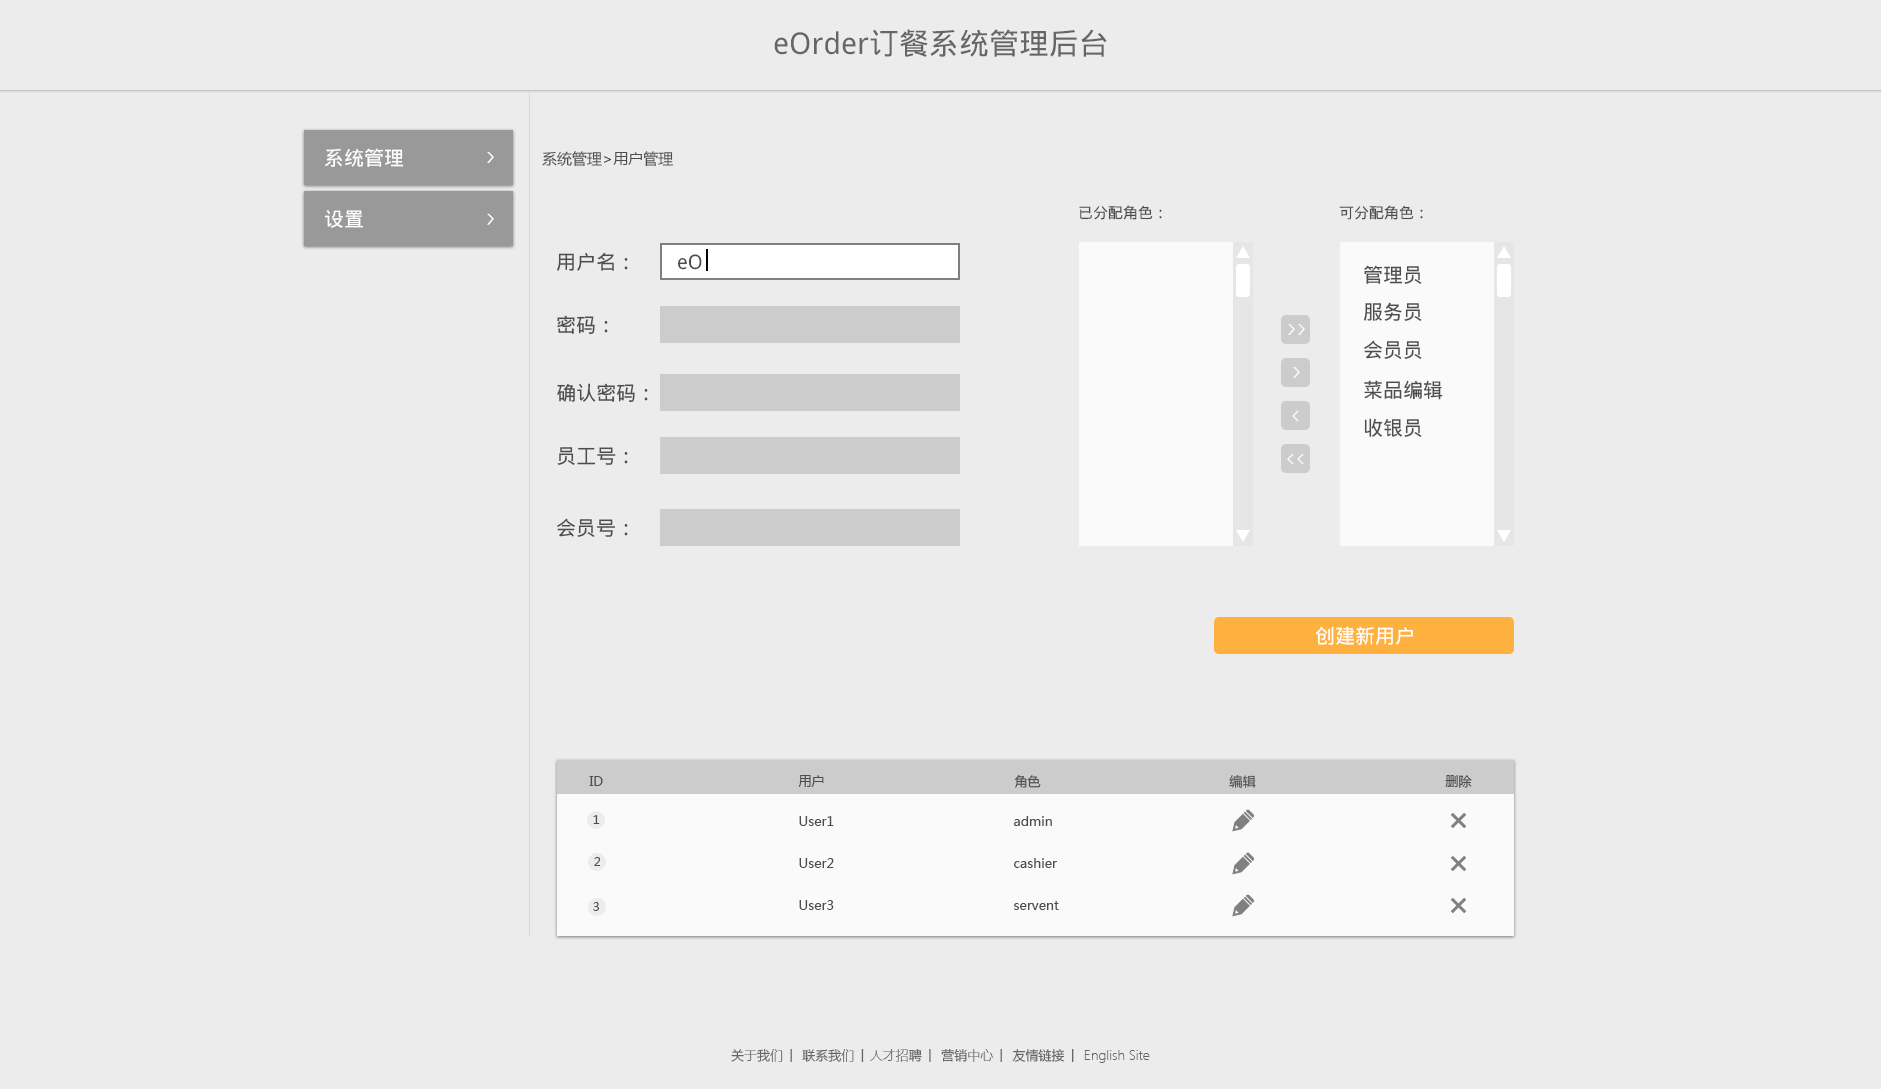 eOrder订餐系统管理后台
系统管理
设置
系统管理>用户管理
用户名：
eO
密码：
确认密码：
员工号：
会员号：
已分配角色：
可分配角色：
管理员
服务员
会员员
菜品编辑
收银员
创建新用户
ID 用户 角色 编辑 删除
1 User1 admin
2 User2 cashier
3 User3 servent
关于我们 | 联系我们 | 人才招聘 | 营销中心 | 友情链接 | English Site